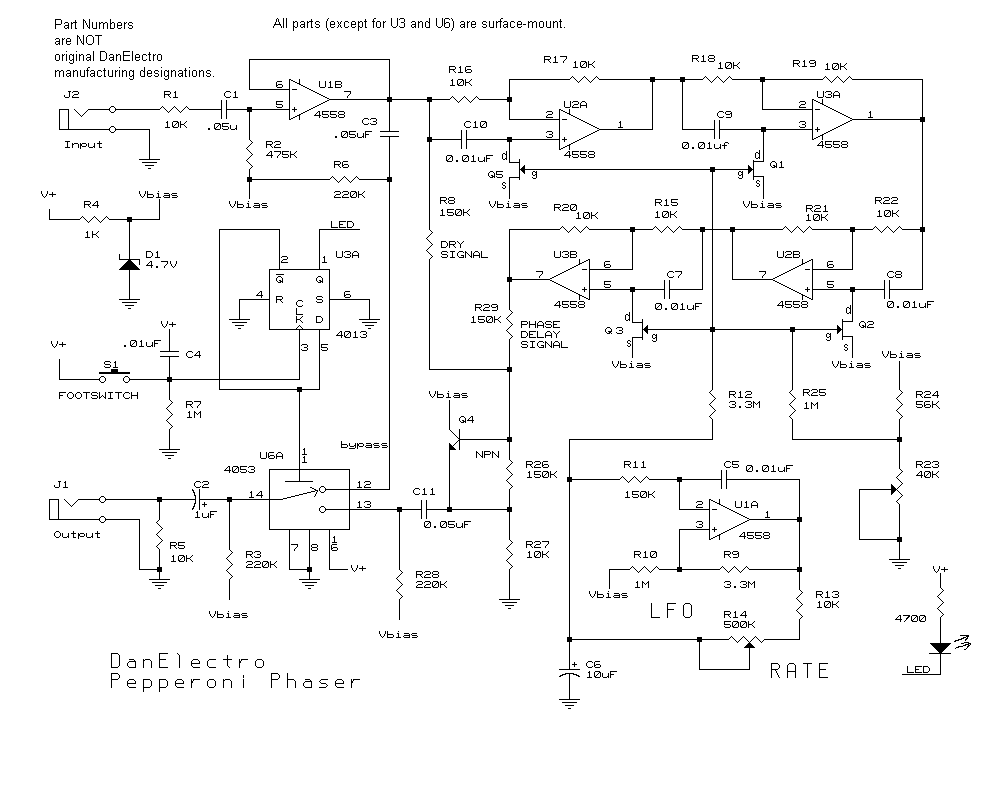 Part Numbers
are NOT
original DanElectro
manufacturing designations.
All parts (except for U3 and U6) are surface-mount.
J2
Input
R1
10K
C1
.05u
6
5
U1B
7
4558
R2
475K
Vbias
R6
220K
C3
.05uF
R16
10K
R17 10K
2
3
U2A
1
4558
C10
0.01uF
d
g
s
Q5
Vbias
R18 10K
R19 10K
C9
0.01uf
2
3
U3A
1
4558
d
g
s
Q1
Vbias
V+
R4
1K
Vbias
D1
4.7V
R8
150K
DRY
SIGNAL
R20
10K
R15
10K
U3B
7
6
5
4558
C7
0.01uF
R21
10K
R22
10K
U2B
7
6
5
4558
C8
0.01uF
d
Q3
g
s
Vbias
d
Q2
g
s
Vbias
LED
2
1
U3A
Q
Q
4
R
S
6
C
L
K
D
4013
3
5
R29
150K
PHASE
DELAY
SIGNAL
V+
V+
.01uF
C4
S1
FOOTSWITCH
R7
1M
Vbias
Q4
NPN
R12
3.3M
R25
1M
Vbias
R24
56K
R23
40K
bypass
U6A
4053
1
1
14
12
13
7
8
1
6
V+
J1
Output
C2
+
1uF
R5
10K
R3
220K
Vbias
C11
0.05uF
R28
220K
Vbias
R26
150K
R27
10K
R11
150K
C5
0.01uF
2
3
U1A
1
4558
R10
1M
Vbias
R9
3.3M
LFO
R13
10K
R14
500K
RATE
+
C6
10uF
V+
4700
LED
DanElectro
Pepperoni Phaser